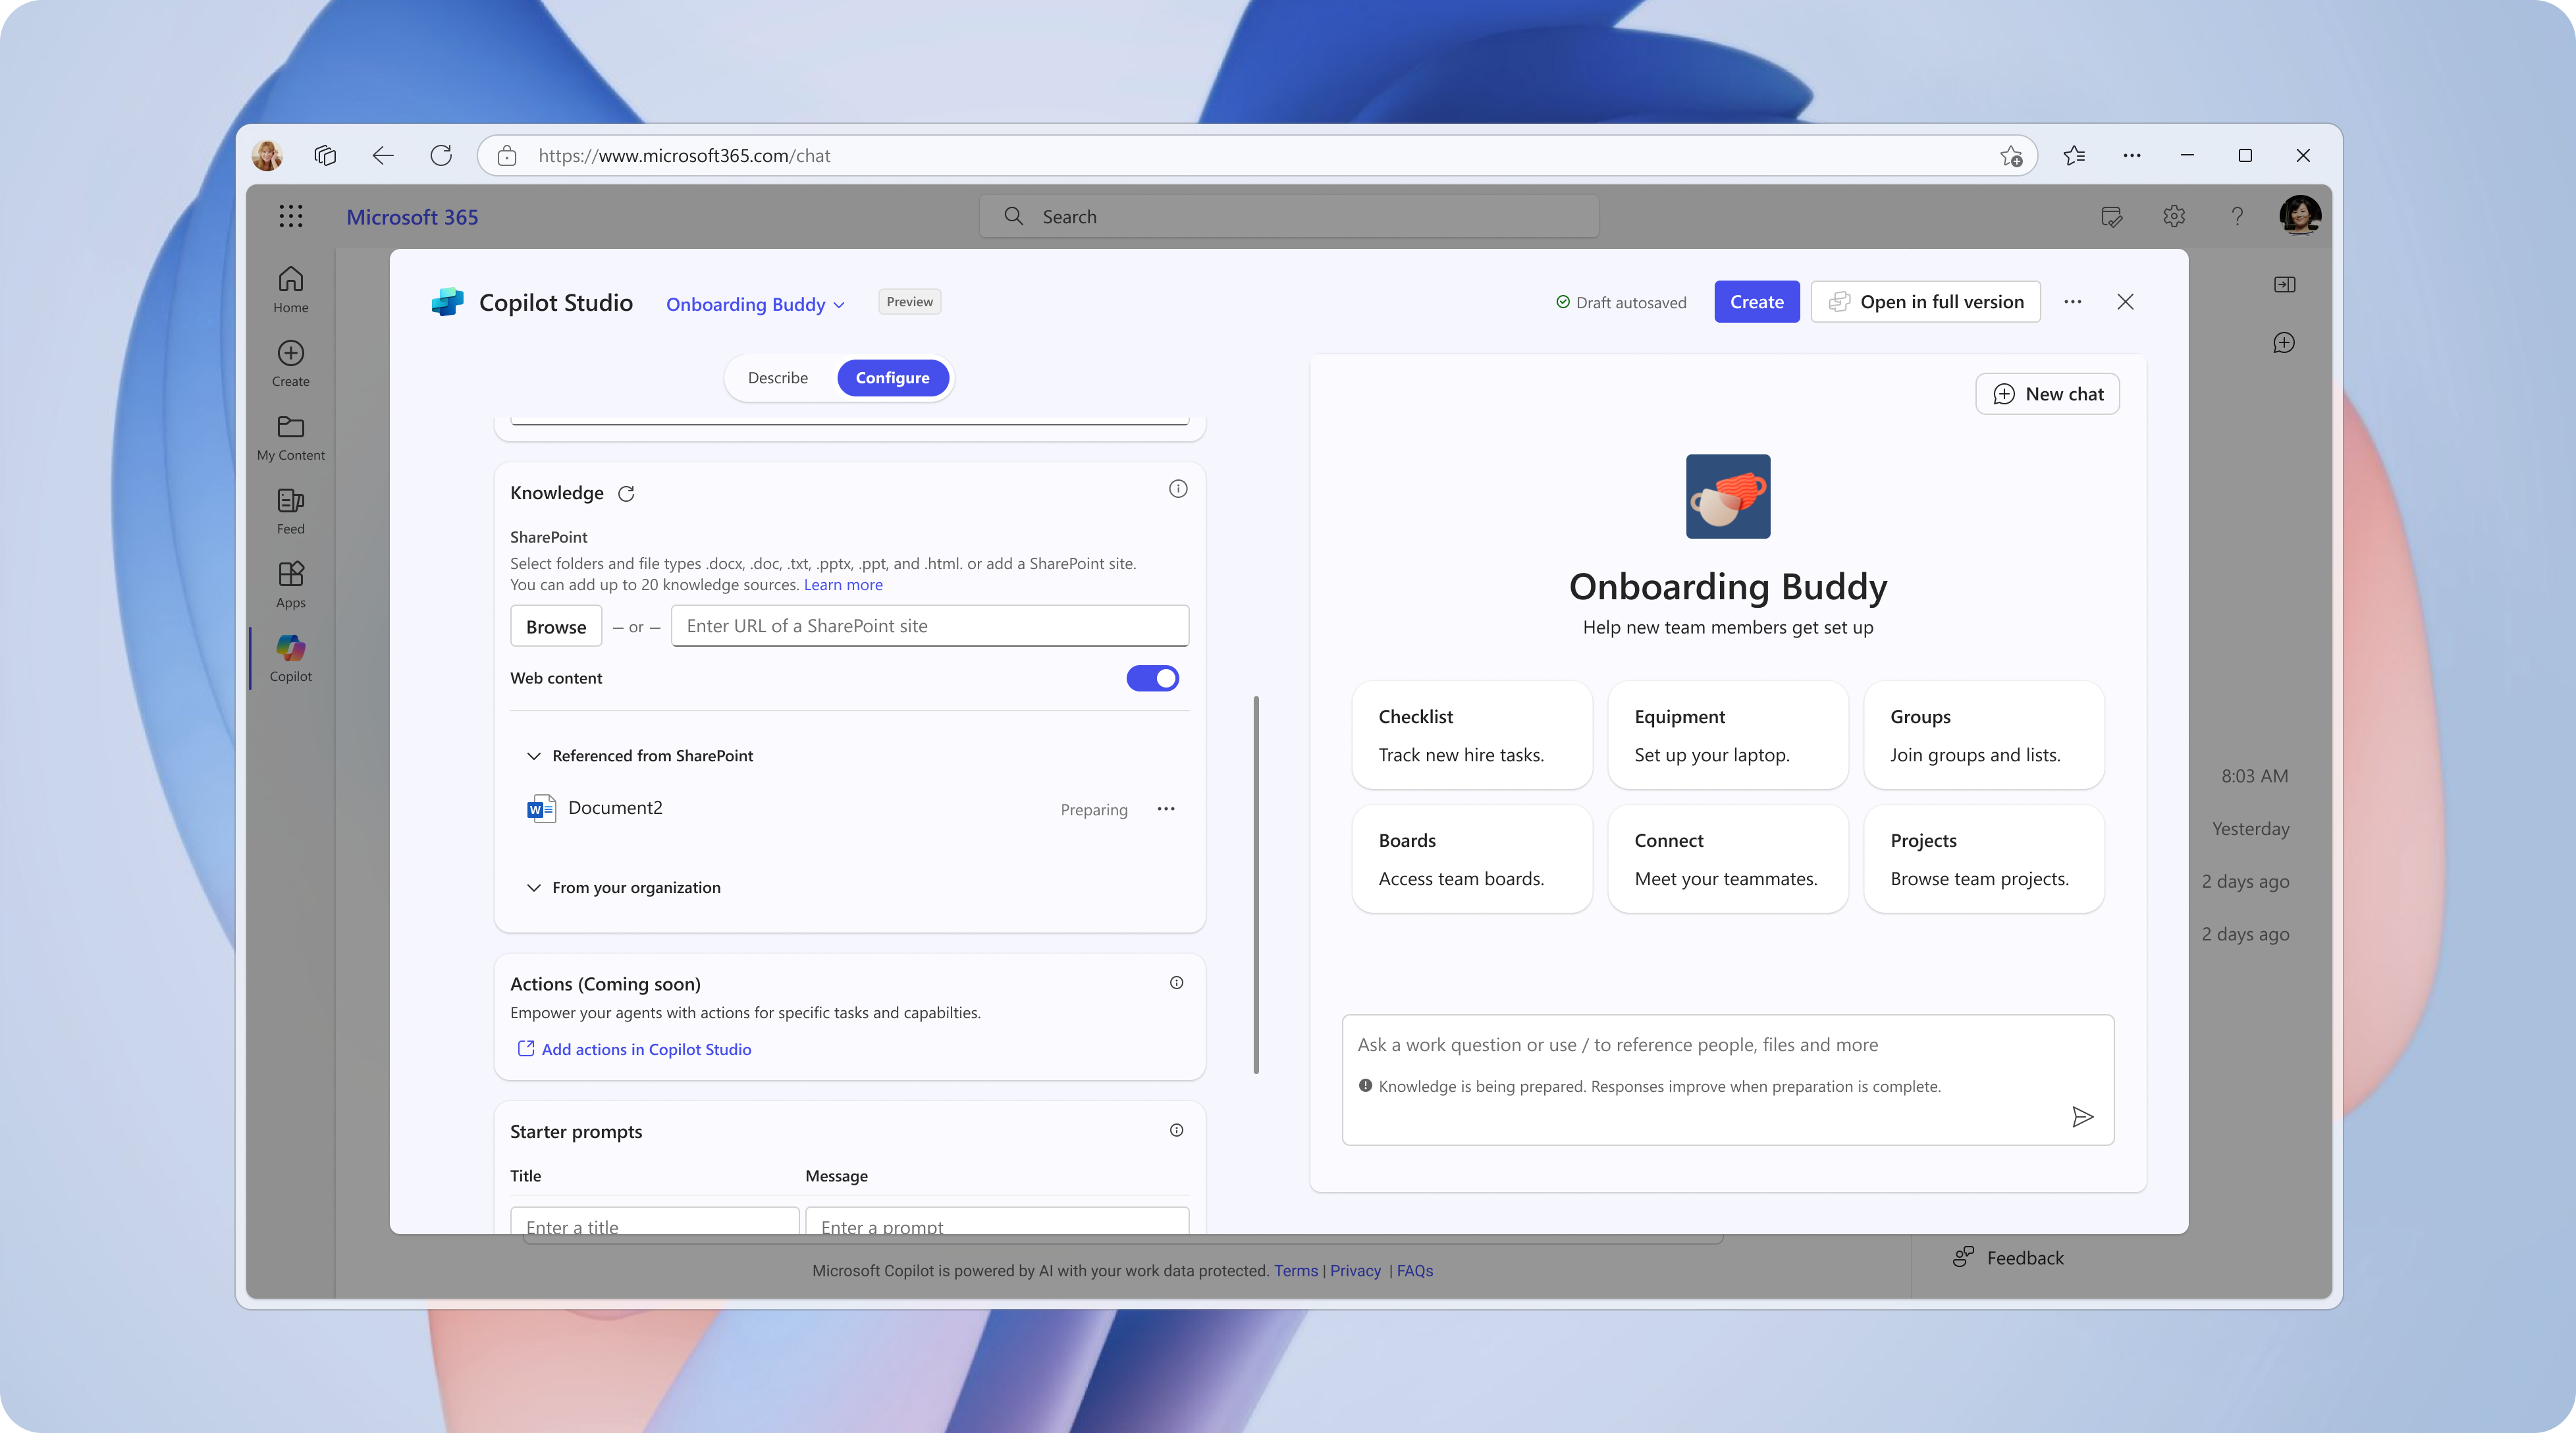 https://www.microsoft365.com/chat
Microsoft 365
Search
Home
Create
My Content
Feed
Apps
Copilot
Copilot Studio
Onboarding Buddy
Preview
Draft autosaved
Create
Open in full version
Describe
Configure
Knowledge
SharePoint
Select folders and file types .docx, .doc, .txt, .pptx, .ppt, and .html. or add a SharePoint site.
You can add up to 20 knowledge sources. Learn more
Browse
— or —
Enter URL of a SharePoint site
Web content
Referenced from SharePoint
Document2
Preparing
From your organization
Actions (Coming soon)
Empower your agents with actions for specific tasks and capabilties.
Add actions in Copilot Studio
Starter prompts
Title
Message
Enter a title
Enter a prompt
New chat
Onboarding Buddy
Help new team members get set up
Checklist
Track new hire tasks.
Equipment
Set up your laptop.
Groups
Join groups and lists.
Boards
Access team boards.
Connect
Meet your teammates.
Projects
Browse team projects.
Ask a work question or use / to reference people, files and more
Knowledge is being prepared. Responses improve when preparation is complete.
8:03 AM
Yesterday
2 days ago
2 days ago
Feedback
Microsoft Copilot is powered by AI with your work data protected. Terms | Privacy | FAQs